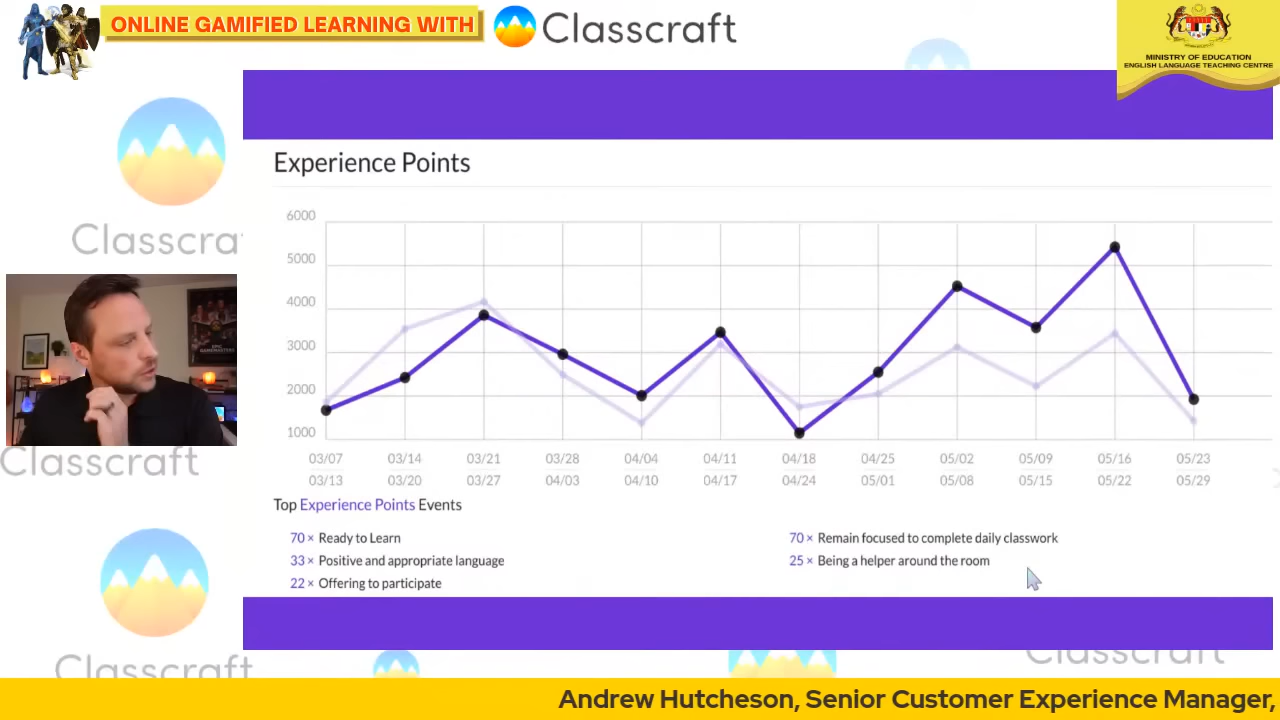 ONLINE GAMIFIED LEARNING WITH
Classcraft
MINISTRY OF EDUCATION
ENGLISH LANGUAGE TEACHING CENTRE
Classcra
Classcraft
Classcraft
Classcraft
Experience Points
6000
5000
4000
3000
2000
1000
03/07 03/14 03/21 03/28 04/04 04/11 04/18 04/25 05/02 05/09 05/16 05/23
03/13 03/20 03/27 04/03 04/10 04/17 04/24 05/01 05/08 05/15 05/22 05/29
Top Experience Points Events
70 × Ready to Learn
33 × Positive and appropriate language
22 × Offering to participate
70 × Remain focused to complete daily classwork
25 × Being a helper around the room
Andrew Hutcheson, Senior Customer Experience Manager,